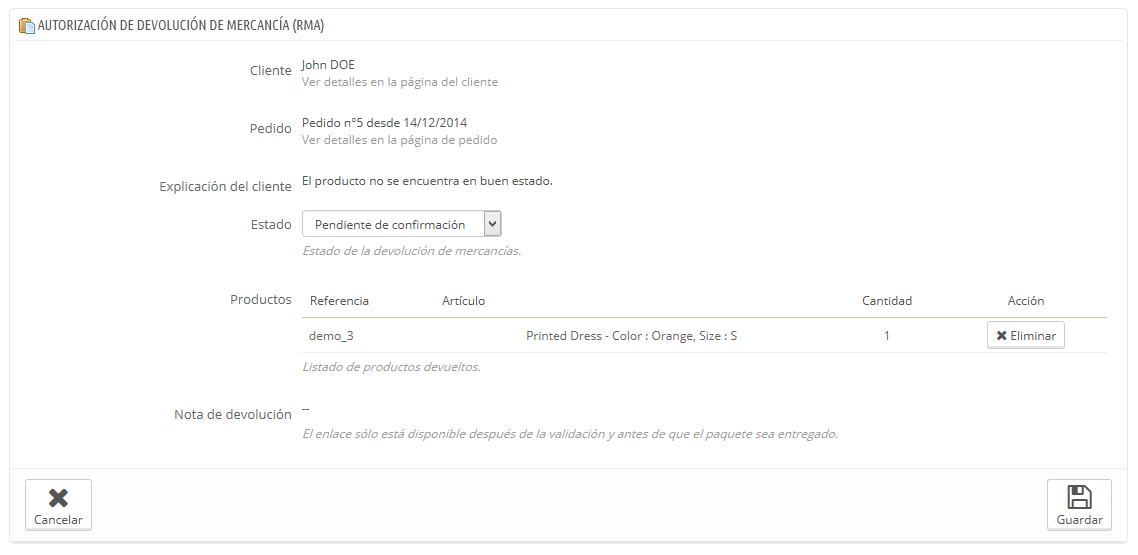 AUTORIZACIÓN DE DEVOLUCIÓN DE MERCANCÍA (RMA)
Cliente John DOE
Ver detalles en la página del cliente
Pedido Pedido n°5 desde 14/12/2014
Ver detalles en la página de pedido
Explicación del cliente El producto no se encuentra en buen estado.
Estado Pendiente de confirmación
Estado de la devolución de mercancías.
Productos Referencia Artículo Cantidad Acción
demo_3 Printed Dress - Color : Orange, Size : S 1 Eliminar
Listado de productos devueltos.
Nota de devolución --
El enlace sólo está disponible después de la validación y antes de que el paquete sea entregado.
Cancelar Guardar